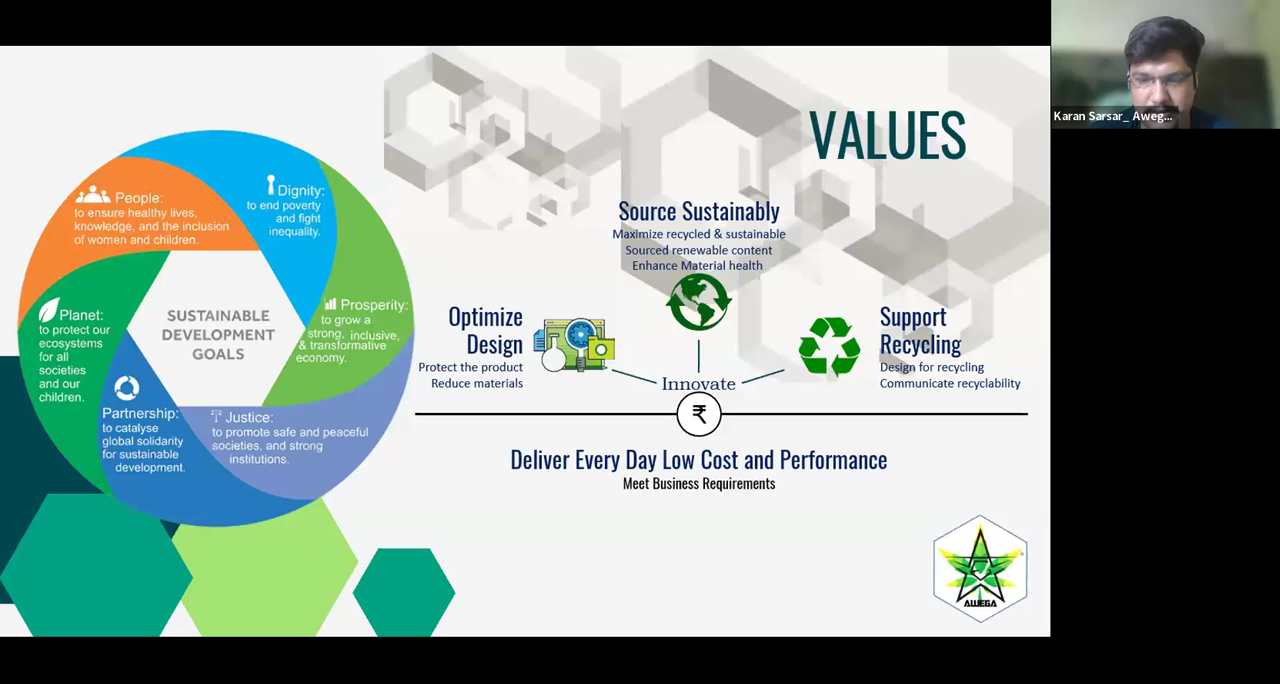 Karan Sarsar_ Aweg...
VALUES
People:
to ensure healthy lives,
knowledge, and the inclusion
of women and children.
Dignity:
to end poverty
and fight
inequality.
Prosperity:
to grow a
strong, inclusive,
& transformative
economy.
Planet:
to protect our
ecosystems
for all
societies
and our
children.
SUSTAINABLE
DEVELOPMENT
GOALS
Partnership:
to catalyse
global solidarity
for sustainable
development.
Justice:
to promote safe and peaceful
societies, and strong
institutions.
Source Sustainably
Maximize recycled & sustainable
Sourced renewable content
Enhance Material health
Optimize
Design
Protect the product
Reduce materials
Support
Recycling
Design for recycling
Communicate recyclability
Innovate
₹
Deliver Every Day Low Cost and Performance
Meet Business Requirements
AWEGA